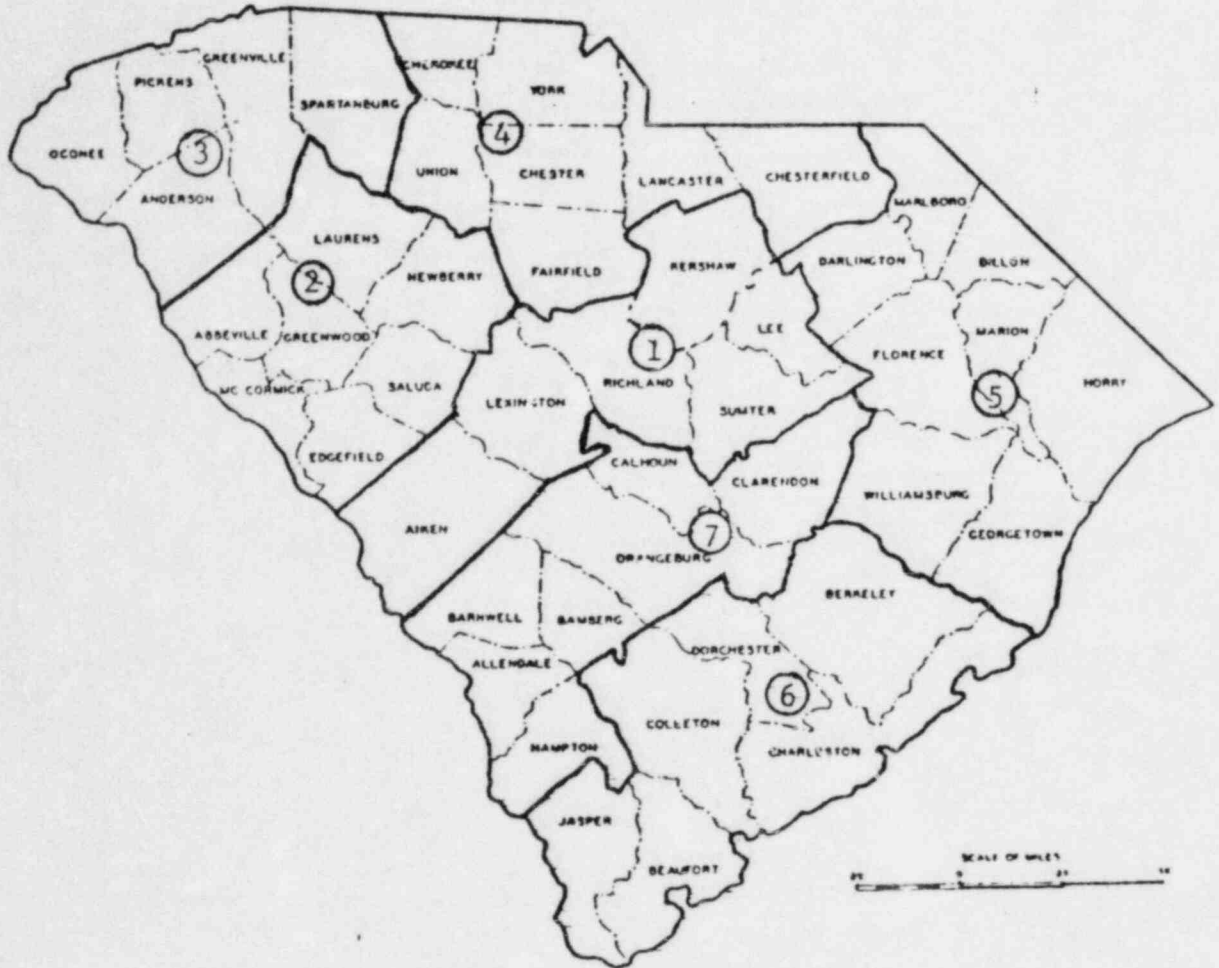 GREENVILLE
PICKENS
CHEROKEE
YORK
SPARTANBURG
OCONEE
3
4
UNION
CHESTER
LANCASTER
CHESTERFIELD
ANDERSON
MARLBORO
LAURENS
2
NEWBERRY
FAIRFIELD
KERSHAW
DARLINGTON
DILLON
ABBEVILLE
GREENWOOD
1
LEE
MARION
FLORENCE
MC CORMICK
SALUDA
LEXINGTON
RICHLAND
SUMTER
5
HORRY
EDGEFIELD
CALHOUN
CLARENDON
WILLIAMSBURG
AIKEN
7
ORANGEBURG
GEORGETOWN
BARNWELL
BAMBERG
BERKELEY
ALLENDALE
DORCHESTER
6
COLLETON
HAMPTON
CHARLESTON
JASPER
BEAUFORT
SCALE OF MILES